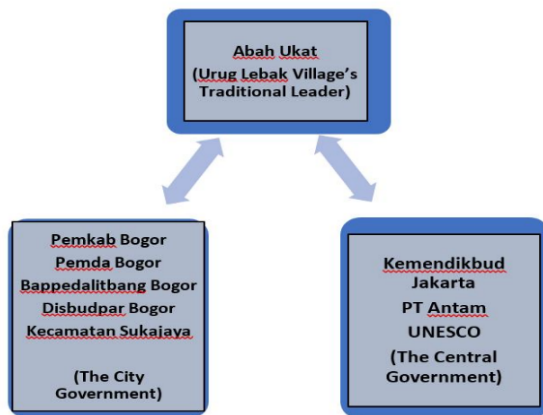 Abah Ukat
(Urug Lebak Village's
Traditional Leader)
Pemkab Bogor
Pemda Bogor
Bappedalitbang Bogor
Disbudpar Bogor
Kecamatan Sukajaya
(The City
Government)
Kemendikbud
Jakarta
PT Antam
UNESCO
(The Central
Government)